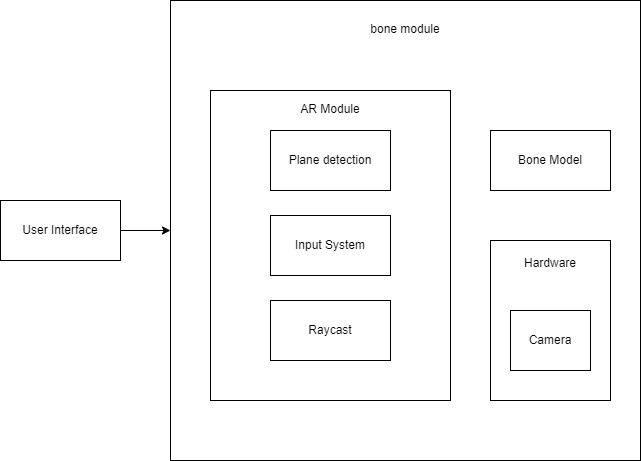 bone module
AR Module
Plane detection
Bone Model
User Interface
Input System
Hardware
Raycast
Camera